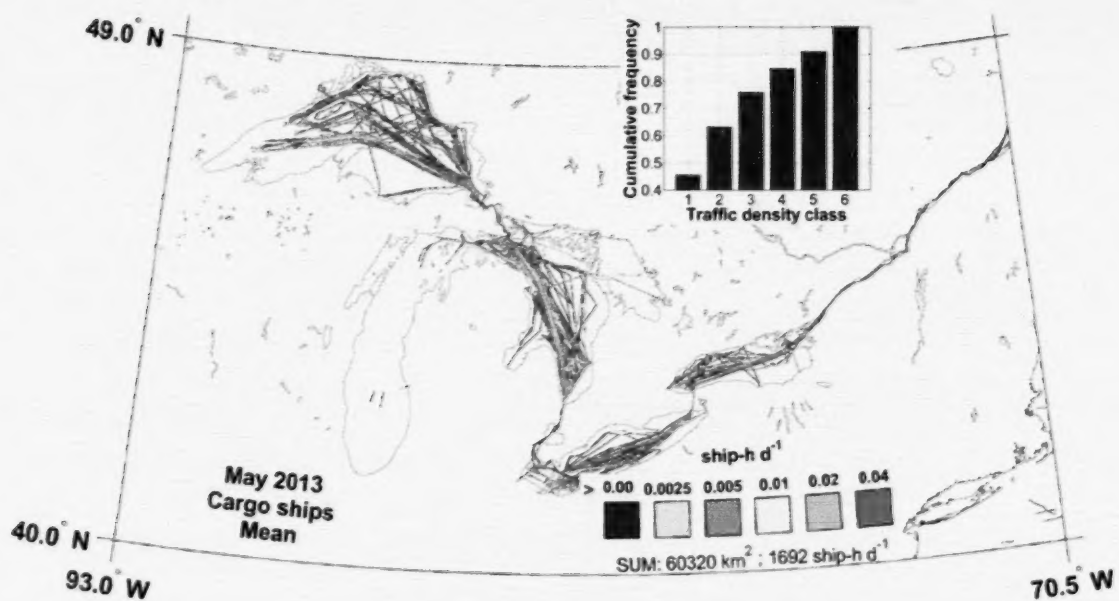 49.0° N
Cumulative frequency
1
0.9
0.8
0.7
0.6
0.5
0.4
1 2 3 4 5 6
Traffic density class
May 2013
Cargo ships
Mean
ship-h d⁻¹
> 0.00 0.0025 0.005 0.01 0.02 0.04
SUM: 60320 km² ; 1692 ship-h d⁻¹
40.0° N
93.0° W
70.5° W